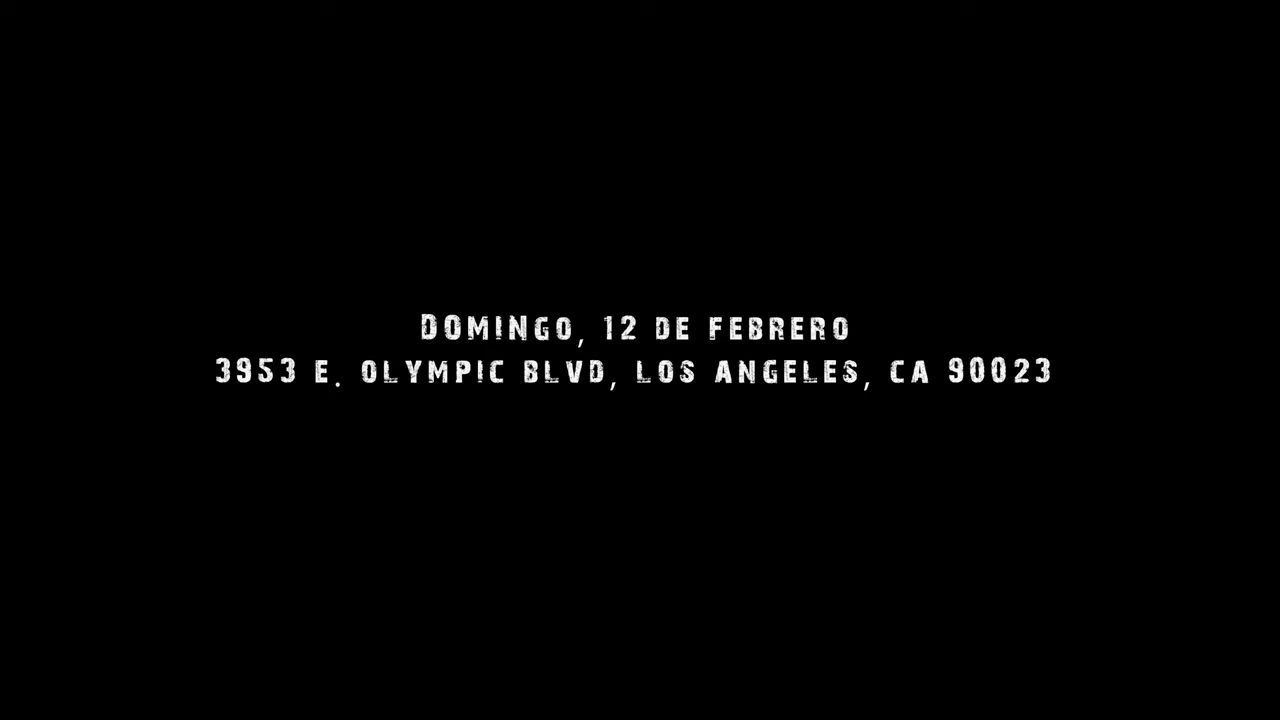 DOMINGO, 12 DE FEBRERO
3953 E. OLYMPIC BLVD, LOS ANGELES, CA 90023